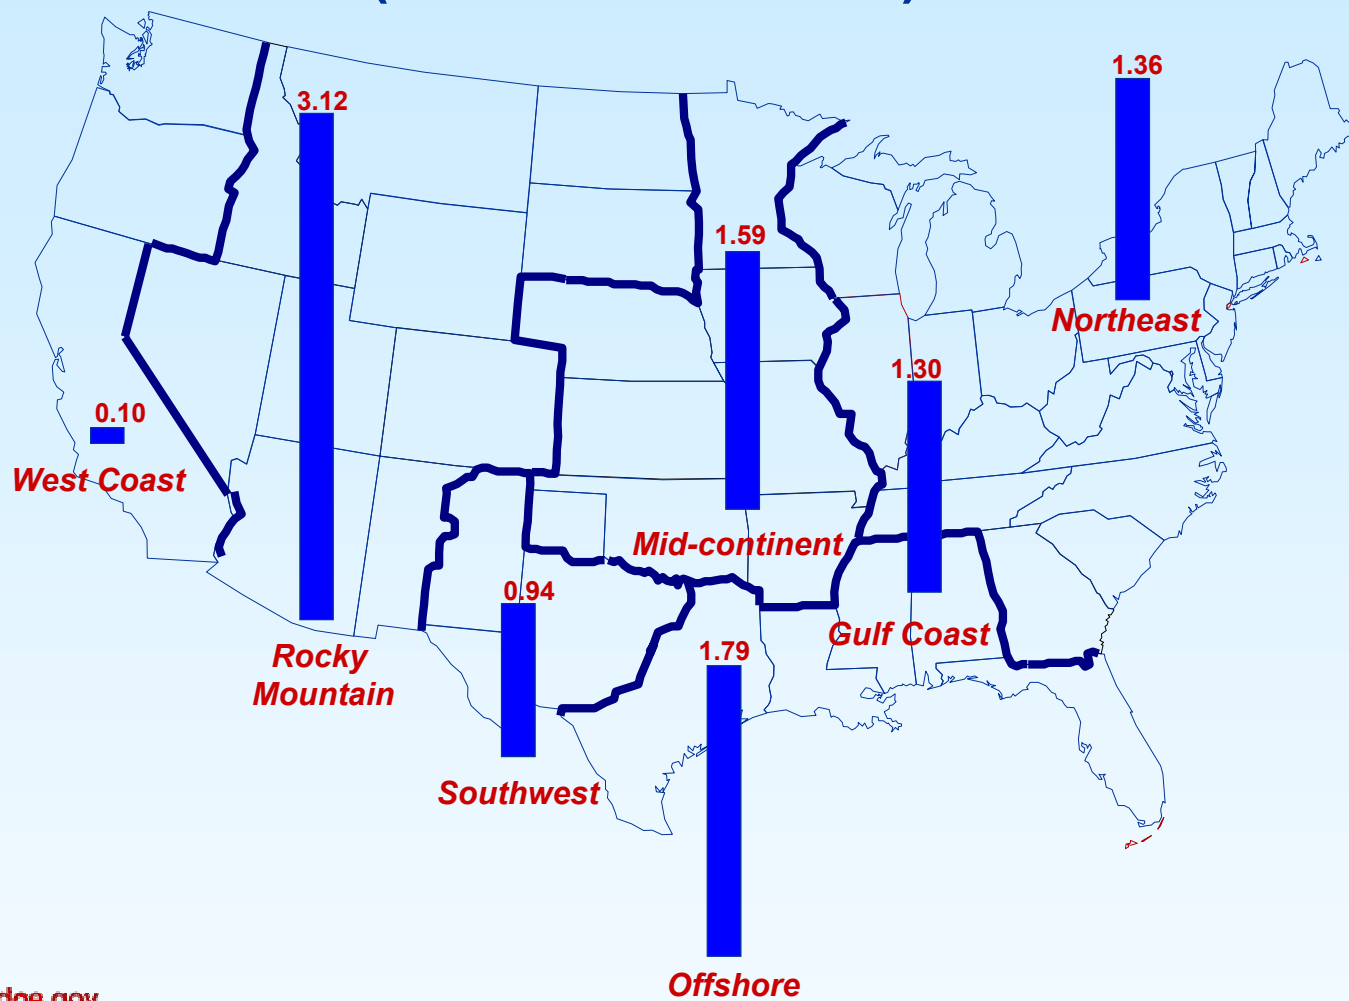 1.36
3.12
1.59
Northeast
1.30
0.10
West Coast
Mid-continent
0.94
Gulf Coast
Rocky
Mountain
1.79
Southwest
Offshore